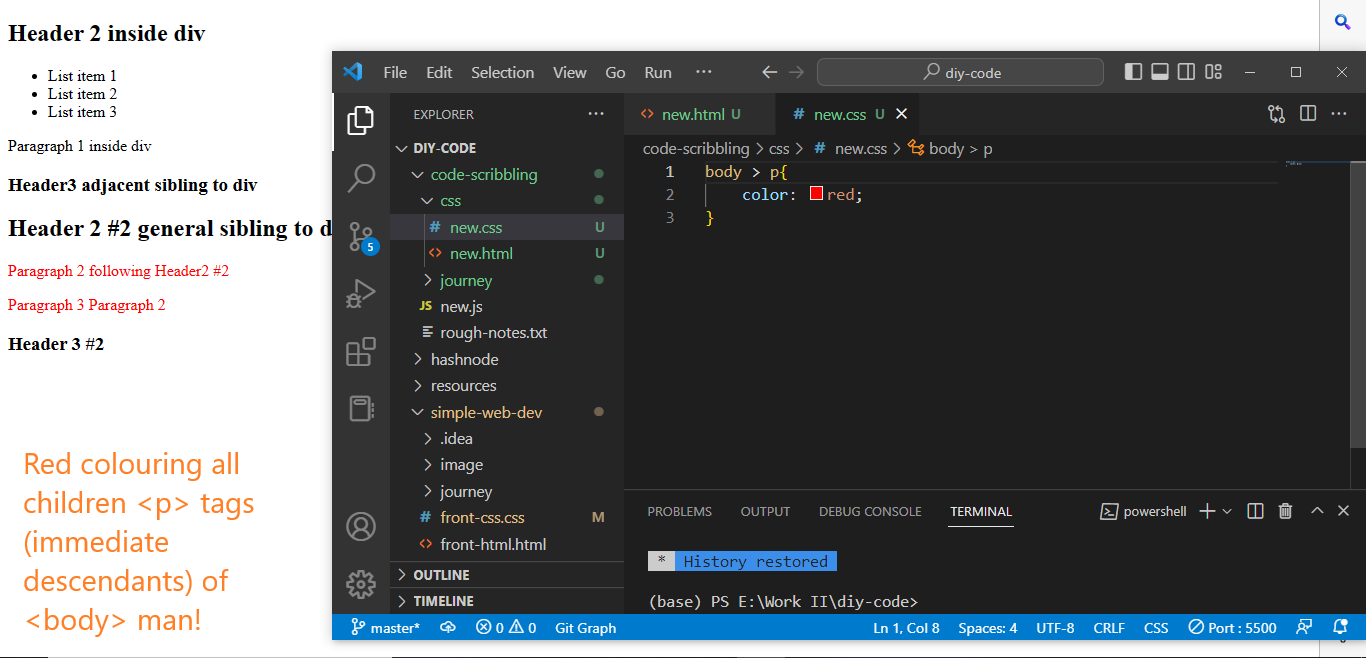 Header 2 inside div
List item 1
List item 2
List item 3
Paragraph 1 inside div
Header3 adjacent sibling to div
Header 2 #2 general sibling to d
Paragraph 2 following Header2 #2
Paragraph 3 Paragraph 2
Header 3 #2
Red colouring all
children <p> tags
(immediate
descendants) of
<body> man!
File Edit Selection View Go Run ... diy-code
EXPLORER ...
DIY-CODE
code-scribbling
css
# new.css U
<> new.html U
journey
JS new.js
rough-notes.txt
hashnode
resources
simple-web-dev
.idea
image
journey
# front-css.css M
<> front-html.html
OUTLINE
TIMELINE
5
<> new.html U # new.css U
code-scribbling > css > # new.css > body > p
1 body > p{
2 color: red;
3 }
PROBLEMS OUTPUT DEBUG CONSOLE TERMINAL powershell
* History restored
(base) PS E:\Work II\diy-code>
master* 0 0 Git Graph Ln 1, Col 8 Spaces: 4 UTF-8 CRLF CSS Port : 5500